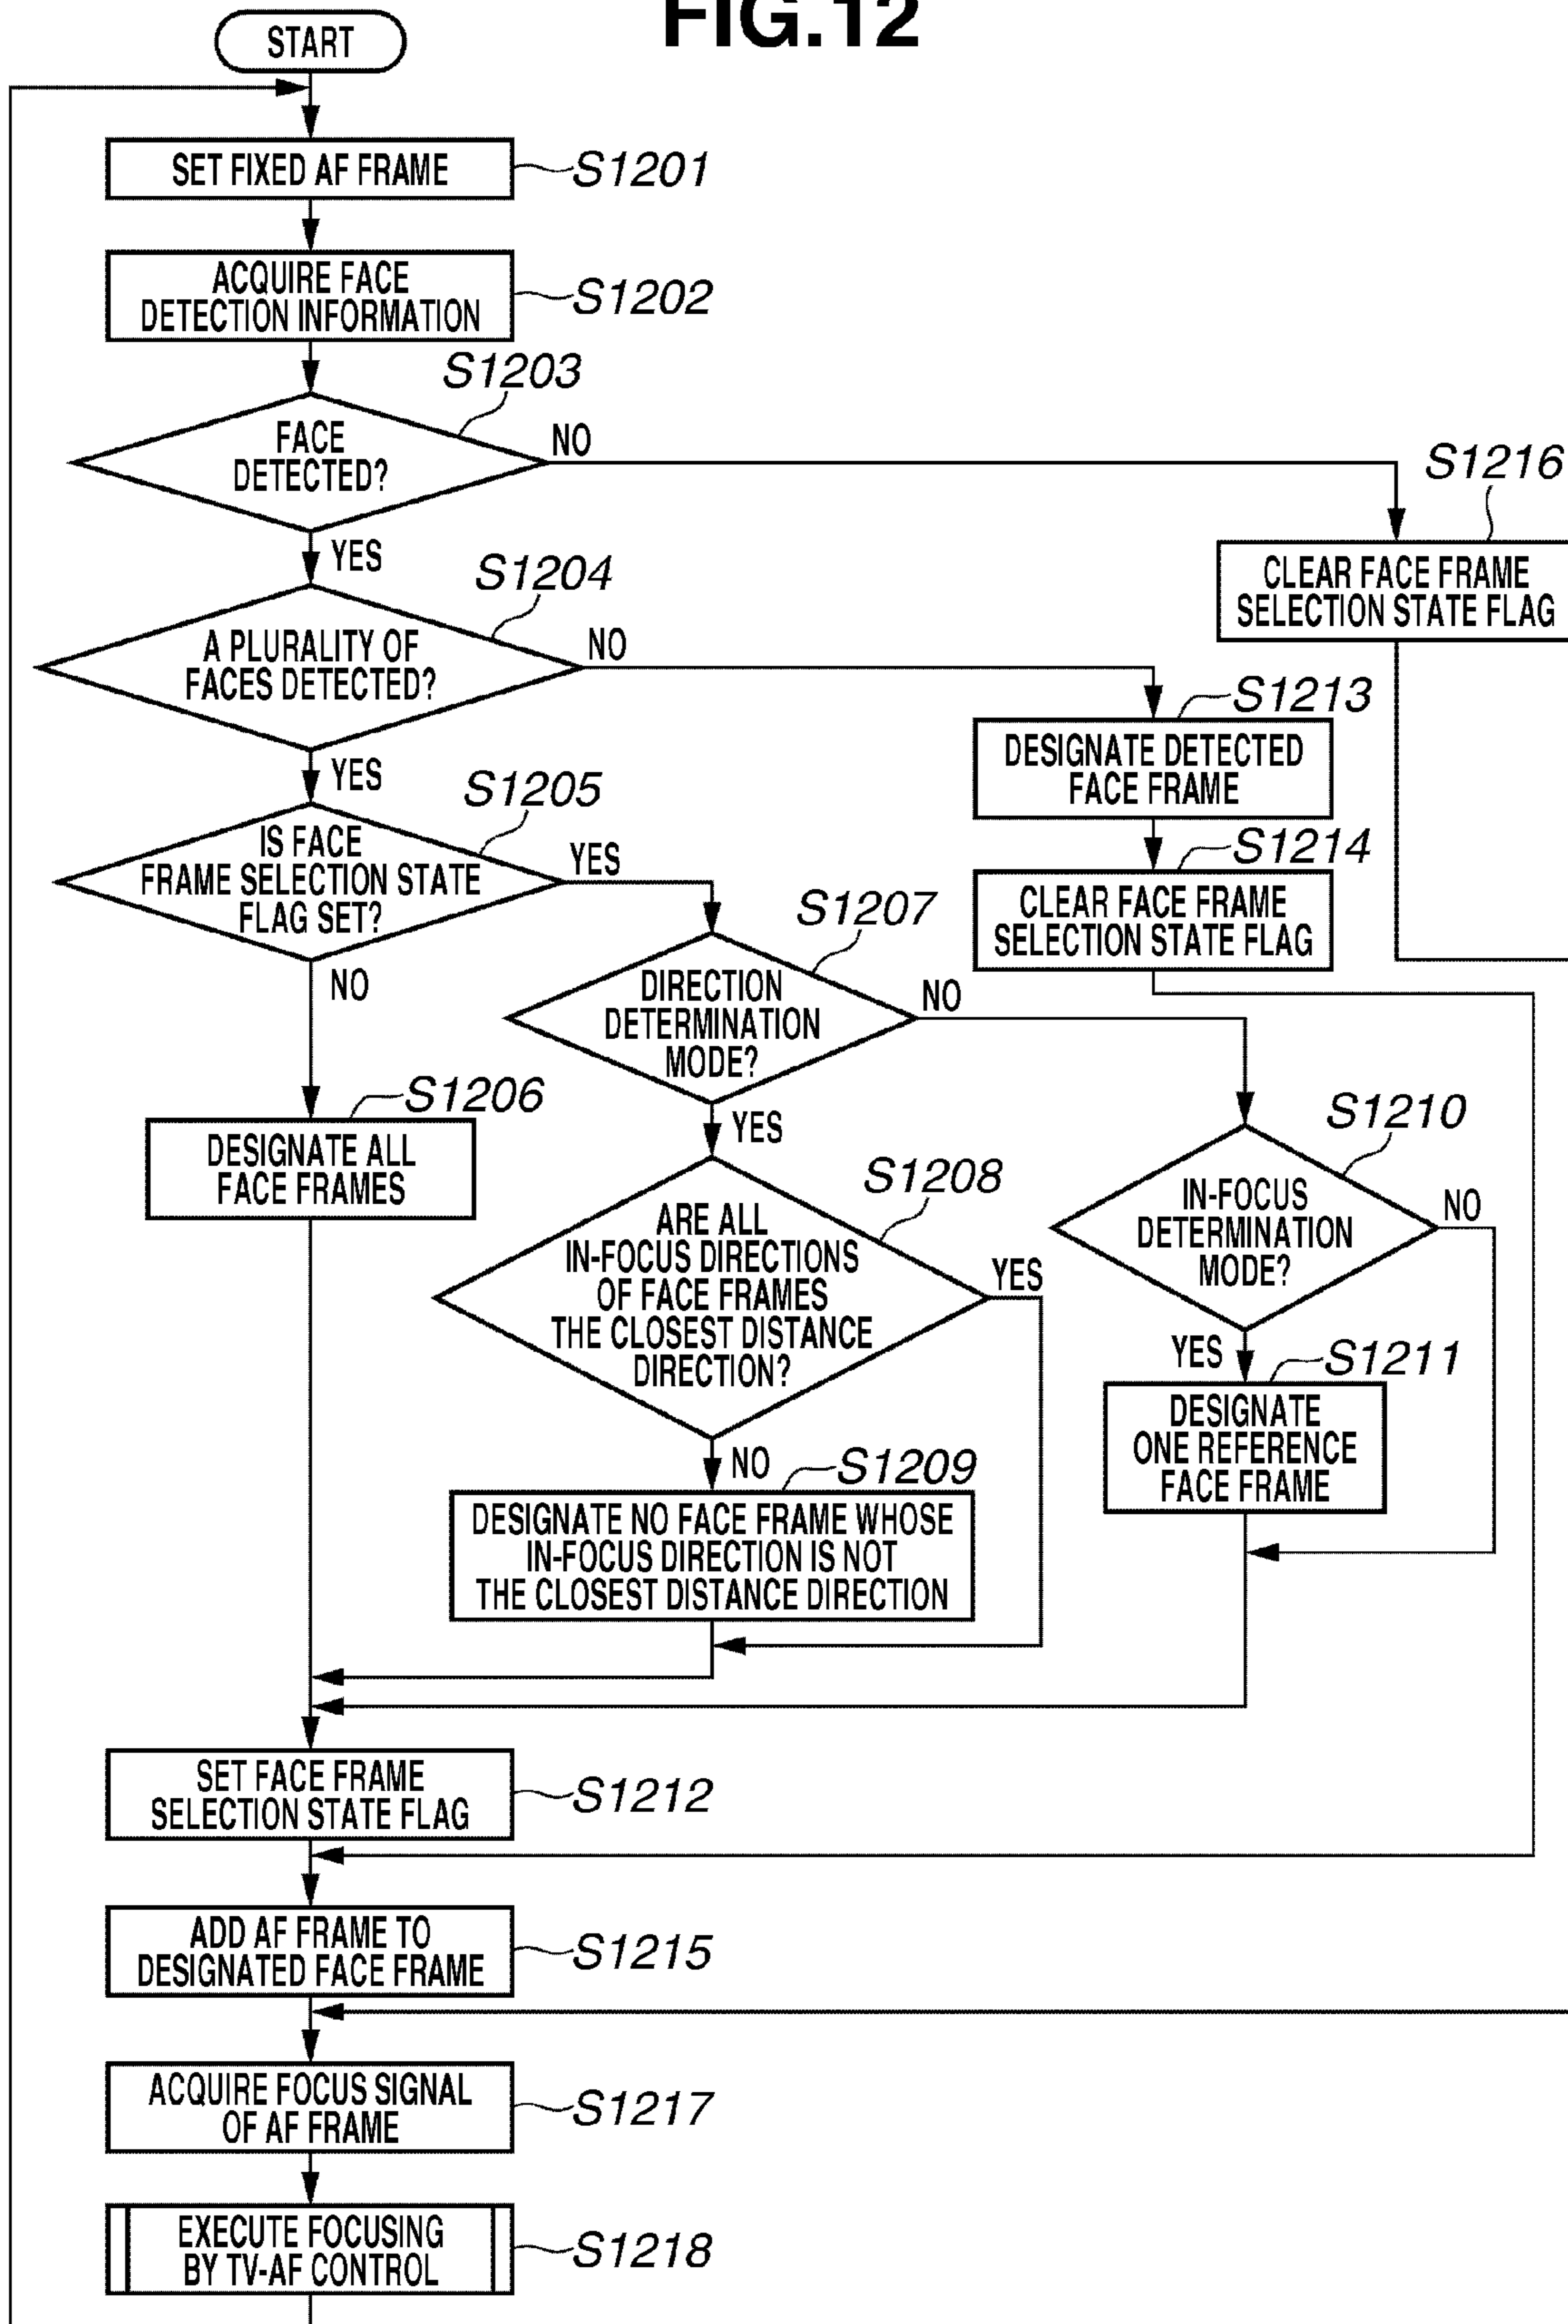 FIG.12
START
SET FIXED AF FRAME
S1201
ACQUIRE FACE
DETECTION INFORMATION
S1202
S1203
FACE
DETECTED?
NO
YES
S1216
CLEAR FACE FRAME
SELECTION STATE FLAG
S1204
A PLURALITY OF
FACES DETECTED?
NO
YES
S1213
DESIGNATE DETECTED
FACE FRAME
S1214
CLEAR FACE FRAME
SELECTION STATE FLAG
S1205
IS FACE
FRAME SELECTION STATE
FLAG SET?
YES
NO
S1207
DIRECTION
DETERMINATION
MODE?
NO
YES
S1206
DESIGNATE ALL
FACE FRAMES
S1208
ARE ALL
IN-FOCUS DIRECTIONS
OF FACE FRAMES
THE CLOSEST DISTANCE
DIRECTION?
YES
NO
S1210
IN-FOCUS
DETERMINATION
MODE?
NO
YES
S1211
DESIGNATE
ONE REFERENCE
FACE FRAME
S1209
DESIGNATE NO FACE FRAME WHOSE
IN-FOCUS DIRECTION IS NOT
THE CLOSEST DISTANCE DIRECTION
SET FACE FRAME
SELECTION STATE FLAG
S1212
ADD AF FRAME TO
DESIGNATED FACE FRAME
S1215
ACQUIRE FOCUS SIGNAL
OF AF FRAME
S1217
EXECUTE FOCUSING
BY TV-AF CONTROL
S1218